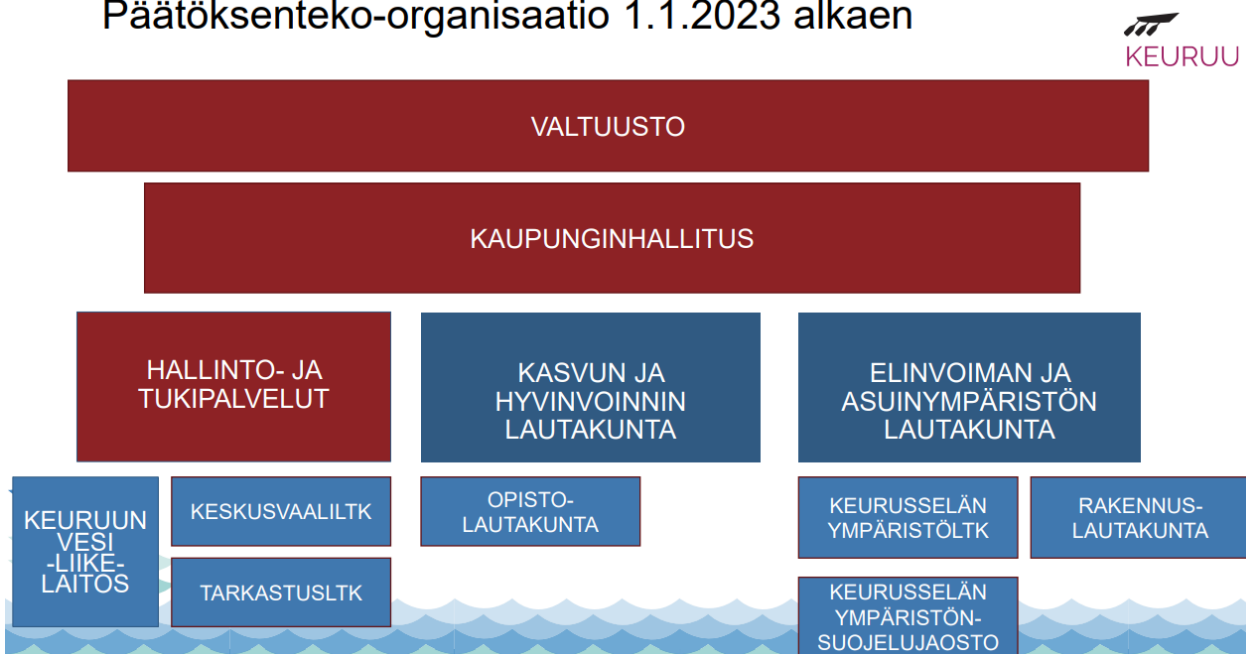 Päätöksenteko-organisaatio 1.1.2023 alkaen
KEURUU
VALTUUSTO
KAUPUNGINHALLITUS
HALLINTO- JA
TUKIPALVELUT
KASVUN JA
HYVINVOINNIN
LAUTAKUNTA
ELINVOIMAN JA
ASUINYMPÄRISTÖN
LAUTAKUNTA
KEURUUN
VESI
-LIIKE-
LAITOS
KESKUSVAALILTK
TARKASTUSLTK
OPISTO-
LAUTAKUNTA
KEURUSSELÄN
YMPÄRISTÖLTK
RAKENNUS-
LAUTAKUNTA
KEURUSSELÄN
YMPÄRISTÖN-
SUOJELUJAOSTO